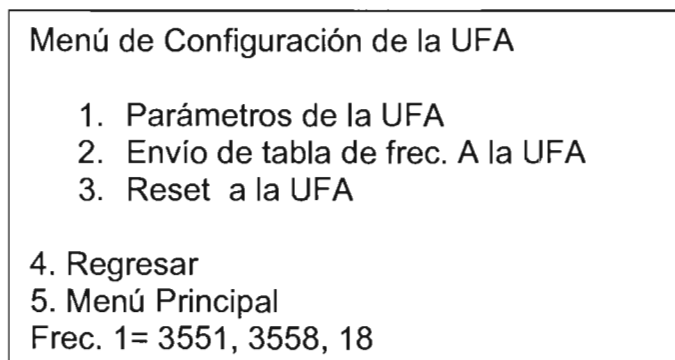 Menú de Configuración de la UFA
1. Parámetros de la UFA
2. Envío de tabla de frec. A la UFA
3. Reset a la UFA
4. Regresar
5. Menú Principal
Frec. 1= 3551, 3558, 18